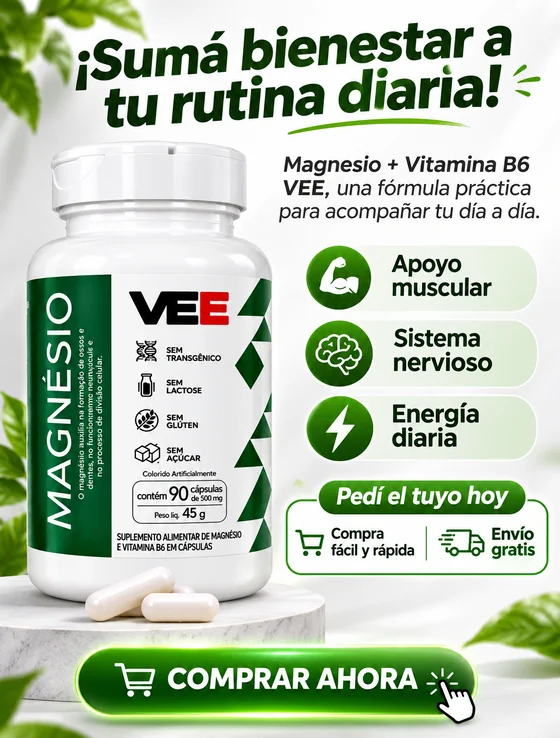 ¡Sumá bienestar a
tu rutina diaria!
Magnesio + Vitamina B6
VEE, una fórmula práctica
para acompañar tu día a día.
Apoyo
muscular
Sistema
nervioso
Energía
diaria
Pedí el tuyo hoy
Compra
fácil y rápida
Envío
gratis
MAGNÉSIO
O magnésio auxilia na formação de ossos e
dentes, no funcionamento neuromuscular e
no processo de divisão celular.
VEE
SEM
TRANSGÊNICO
SEM
LACTOSE
SEM
GLÚTEN
SEM
AÇÚCAR
Colorido Artificialmente
contém 90 cápsulas
de 500 mg
Peso liq. 45 g
SUPLEMENTO ALIMENTAR DE MAGNÉSIO
E VITAMINA B6 EM CÁPSULAS
COMPRAR AHORA